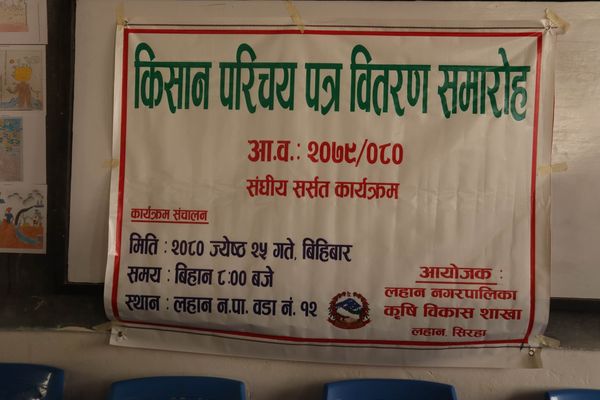 किसान परिचय पत्र वितरण समारोह
आ.व.: २०७९/०८०
संघीय सर्सत कार्यक्रम
कार्यक्रम संचालन
मिति : २०८० ज्येष्ठ २५ गते, बिहिबार
समय : बिहान ८:०० बजे
स्थान : लहान न.पा. वडा नं. १२
आयोजक :
लहान नगरपालिका
कृषि विकास शाखा
लहान, सिरहा